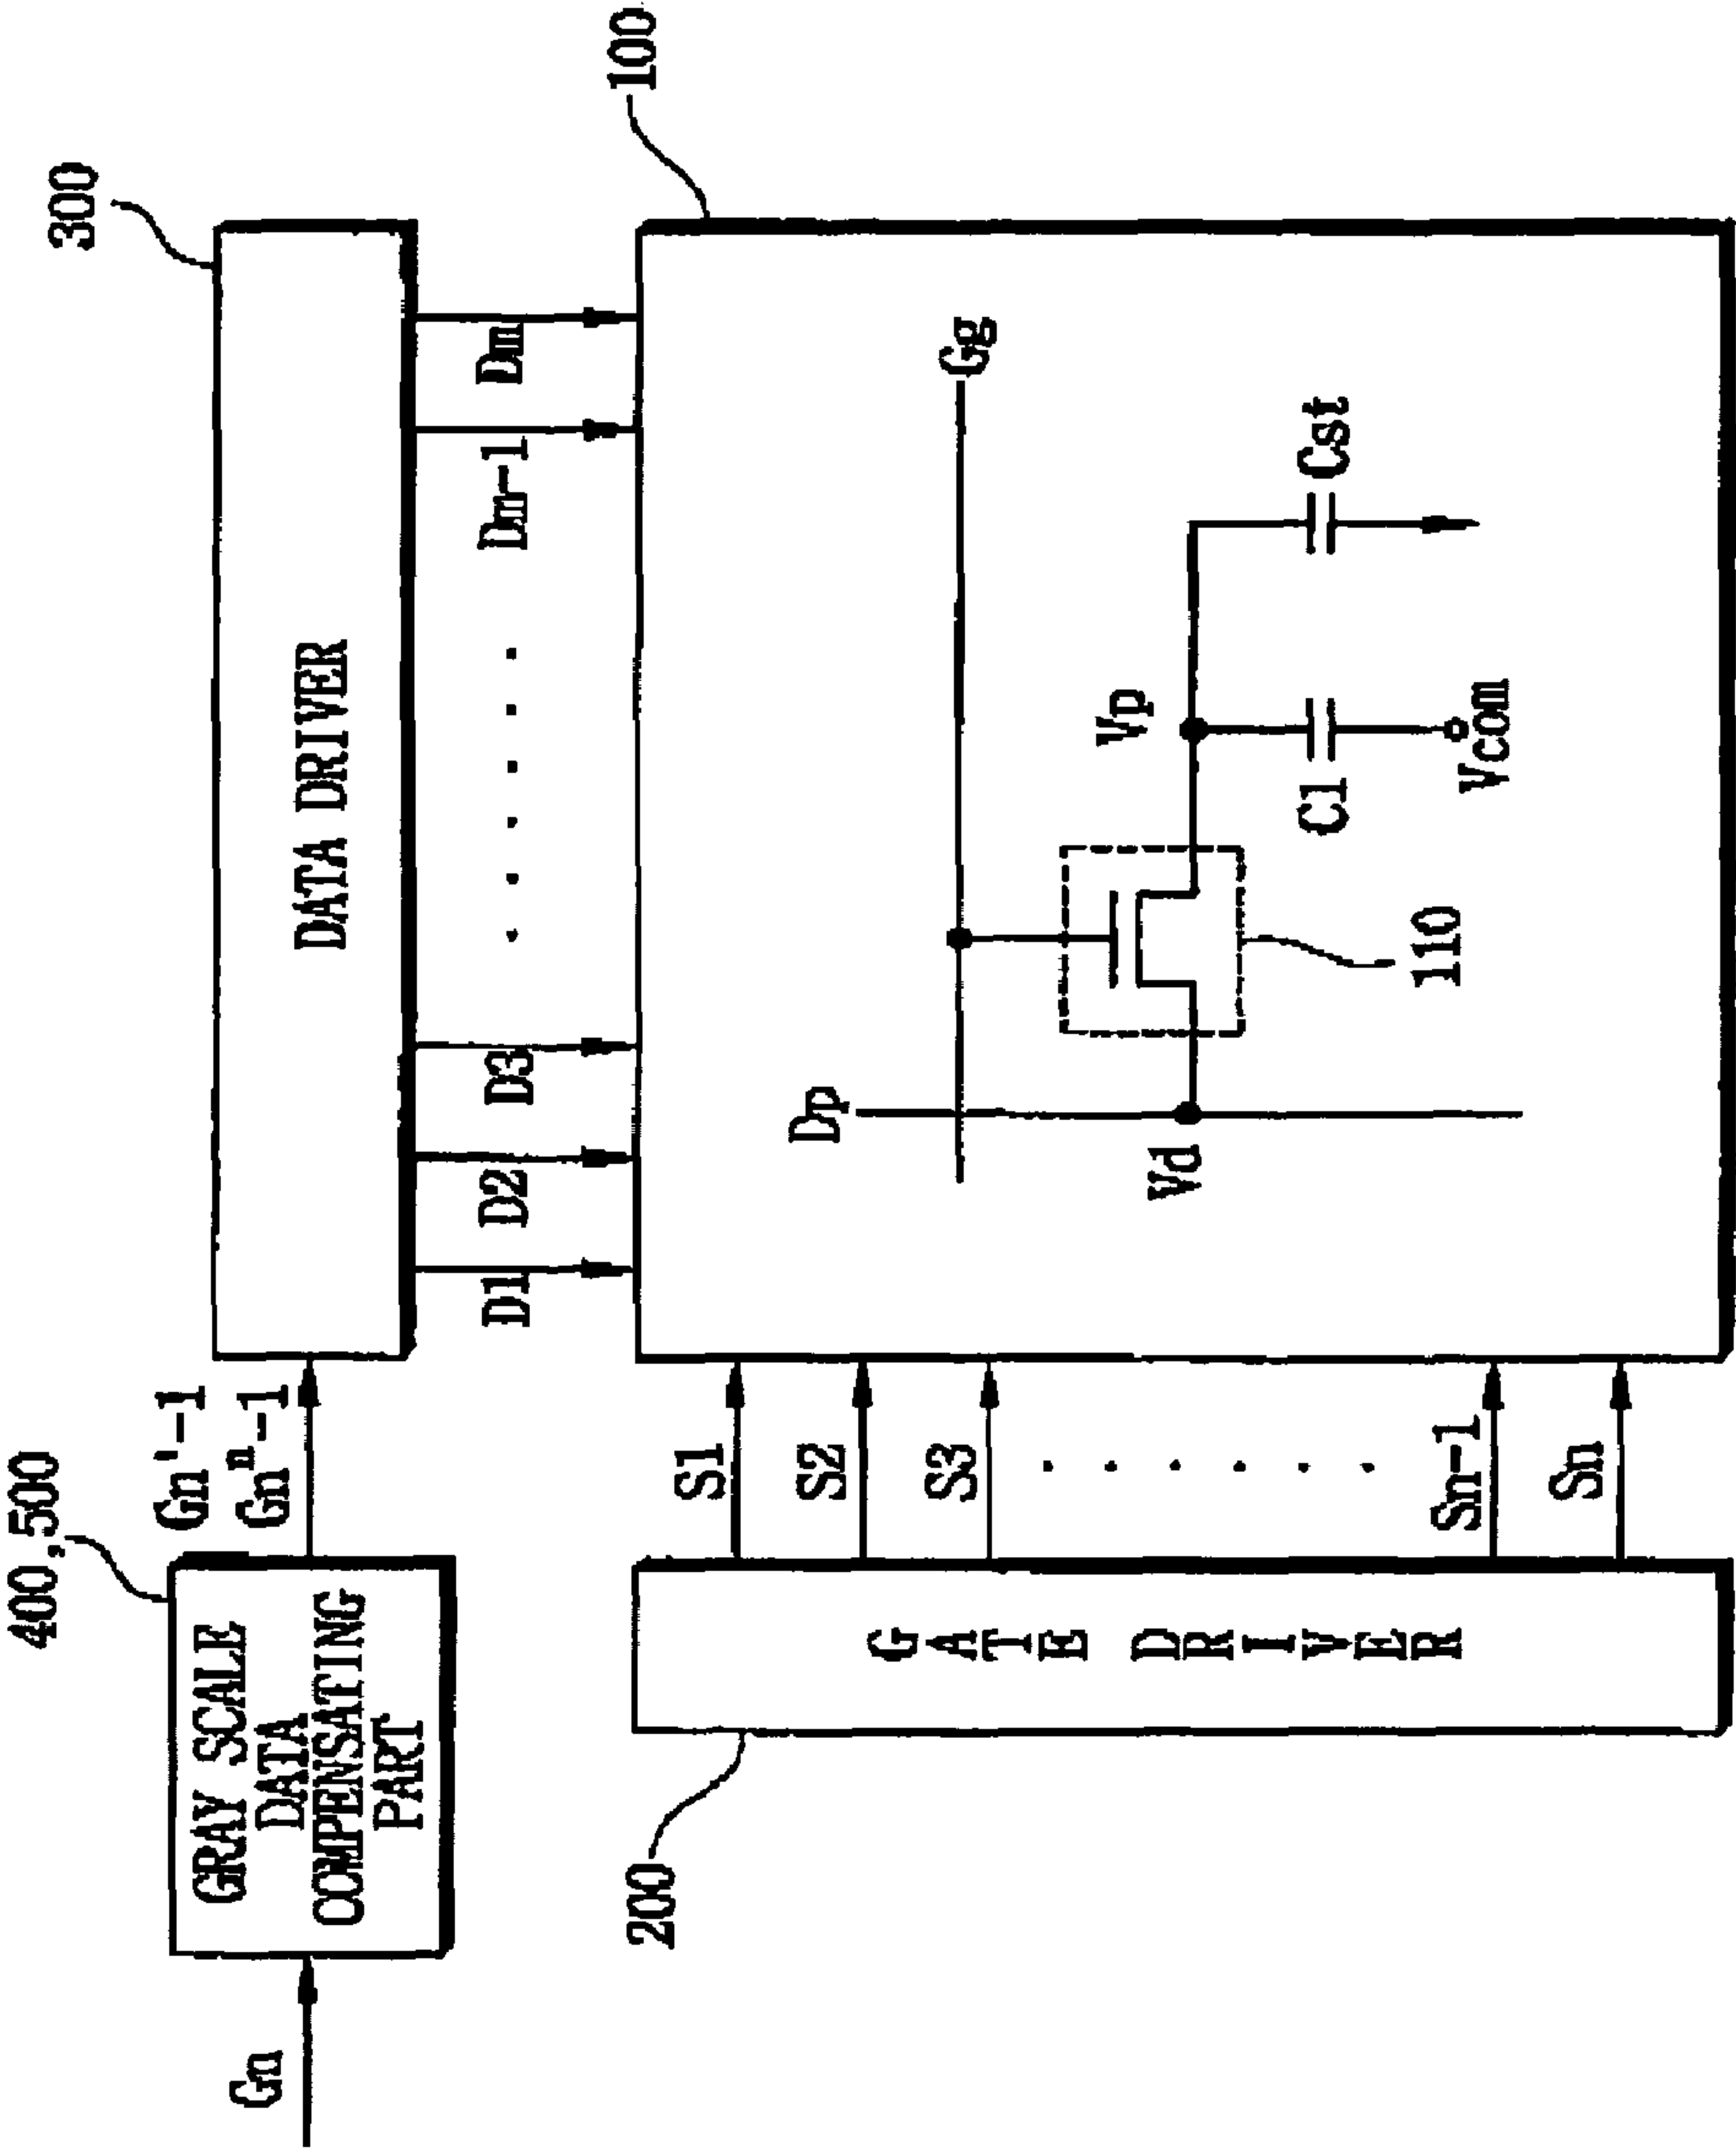 400,500
300
Gn
GRAY SCALE
DATA
COMPENSATING
PART
Gn'-1
Gn"-1
DATA DRIVER
D1
D2
D3
Dm-1
Dm
100
200
GATE DRIVER
S1
S2
S3
Sn-1
Sn
Dp
Gg
Vd
Vp
C1
Cst
Vcom
110